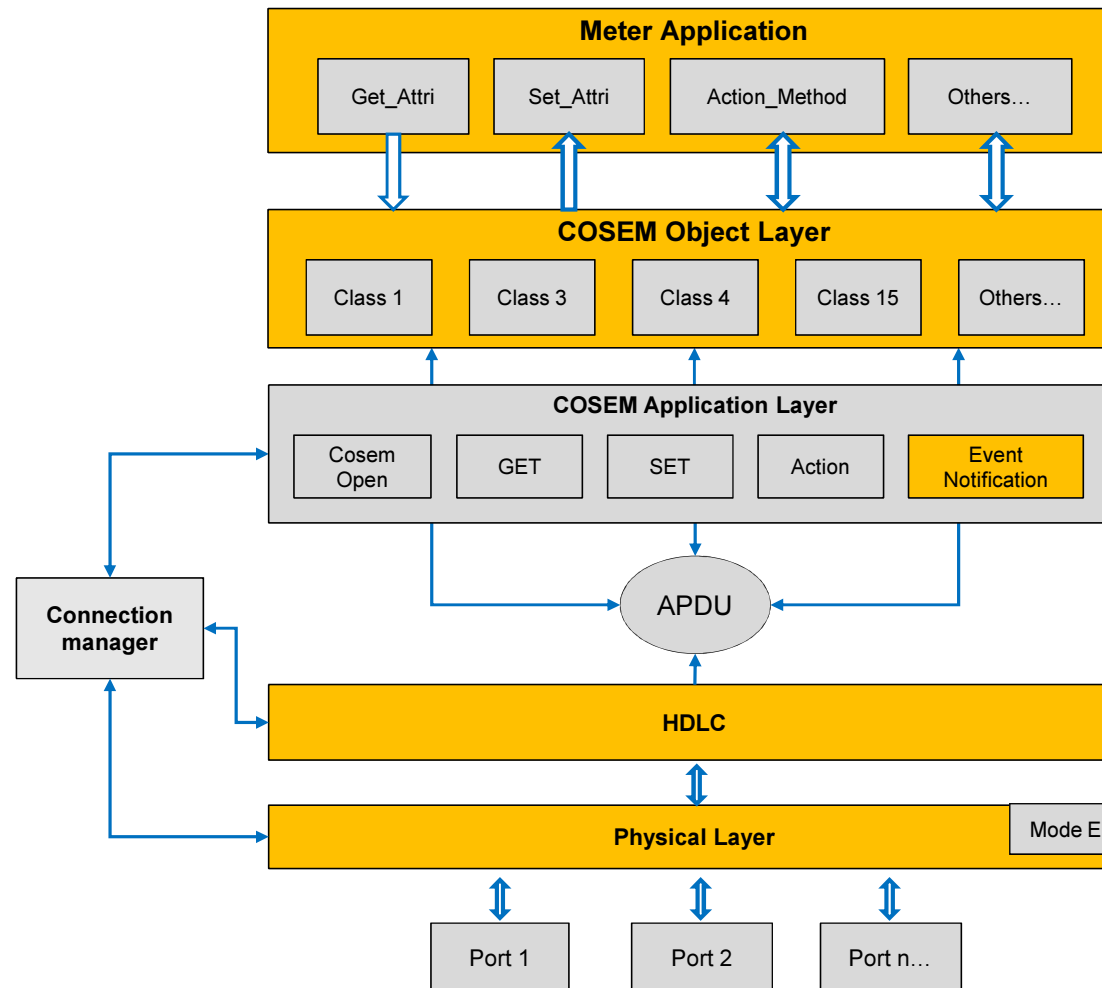 Meter Application
Get_Attri
Set_Attri
Action_Method
Others…
COSEM Object Layer
Class 1
Class 3
Class 4
Class 15
Others…
COSEM Application Layer
Cosem
Open
GET
SET
Action
Event
Notification
APDU
Connection
manager
HDLC
Physical Layer
Mode E
Port 1
Port 2
Port n…